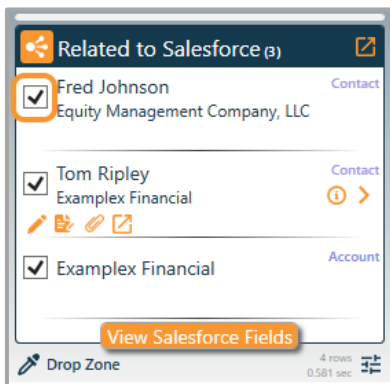 Related to Salesforce (3)
Fred Johnson Contact
Equity Management Company, LLC
Tom Ripley Contact
Examplex Financial
Examplex Financial Account
View Salesforce Fields
Drop Zone 4 rows
0.581 sec